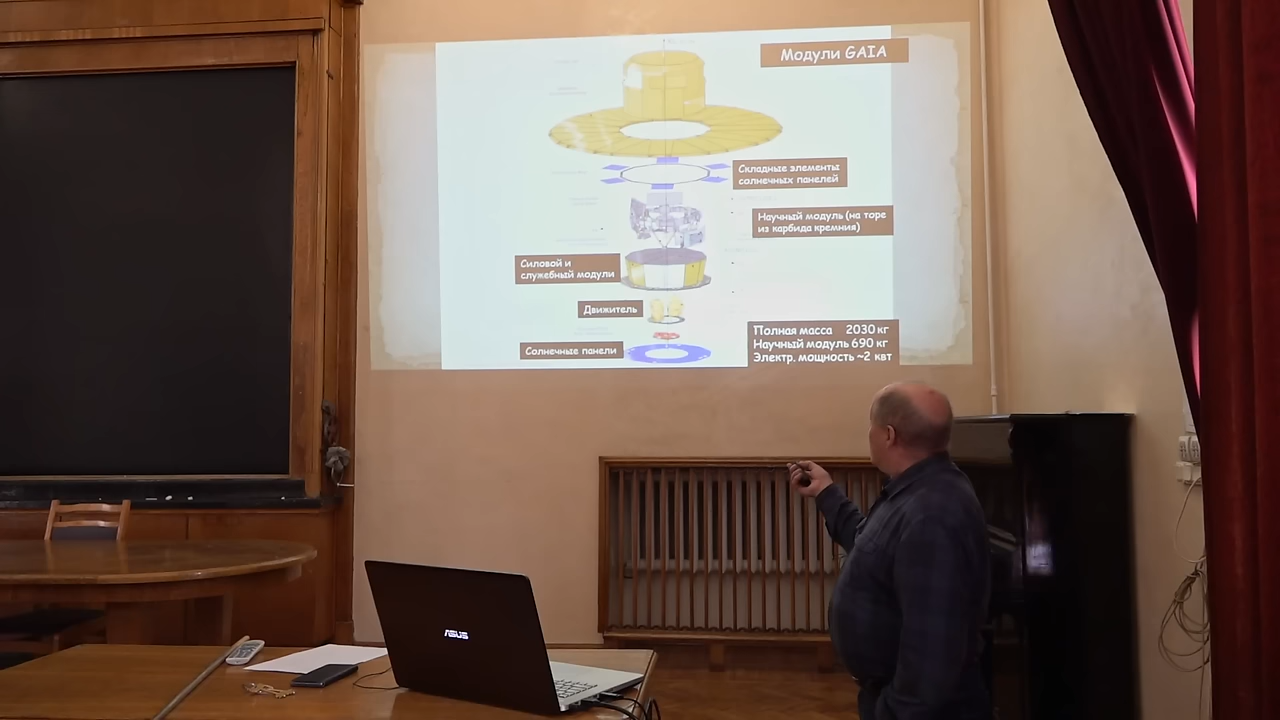 Модули GAIA
Складные элементы
солнечных панелей
Научный модуль (на торе
из карбида кремния)
Силовой и
служебный модули
Движитель
Солнечные панели
Полная масса 2030 кг
Научный модуль 690 кг
Электр. мощность ~2 квт
ASUS